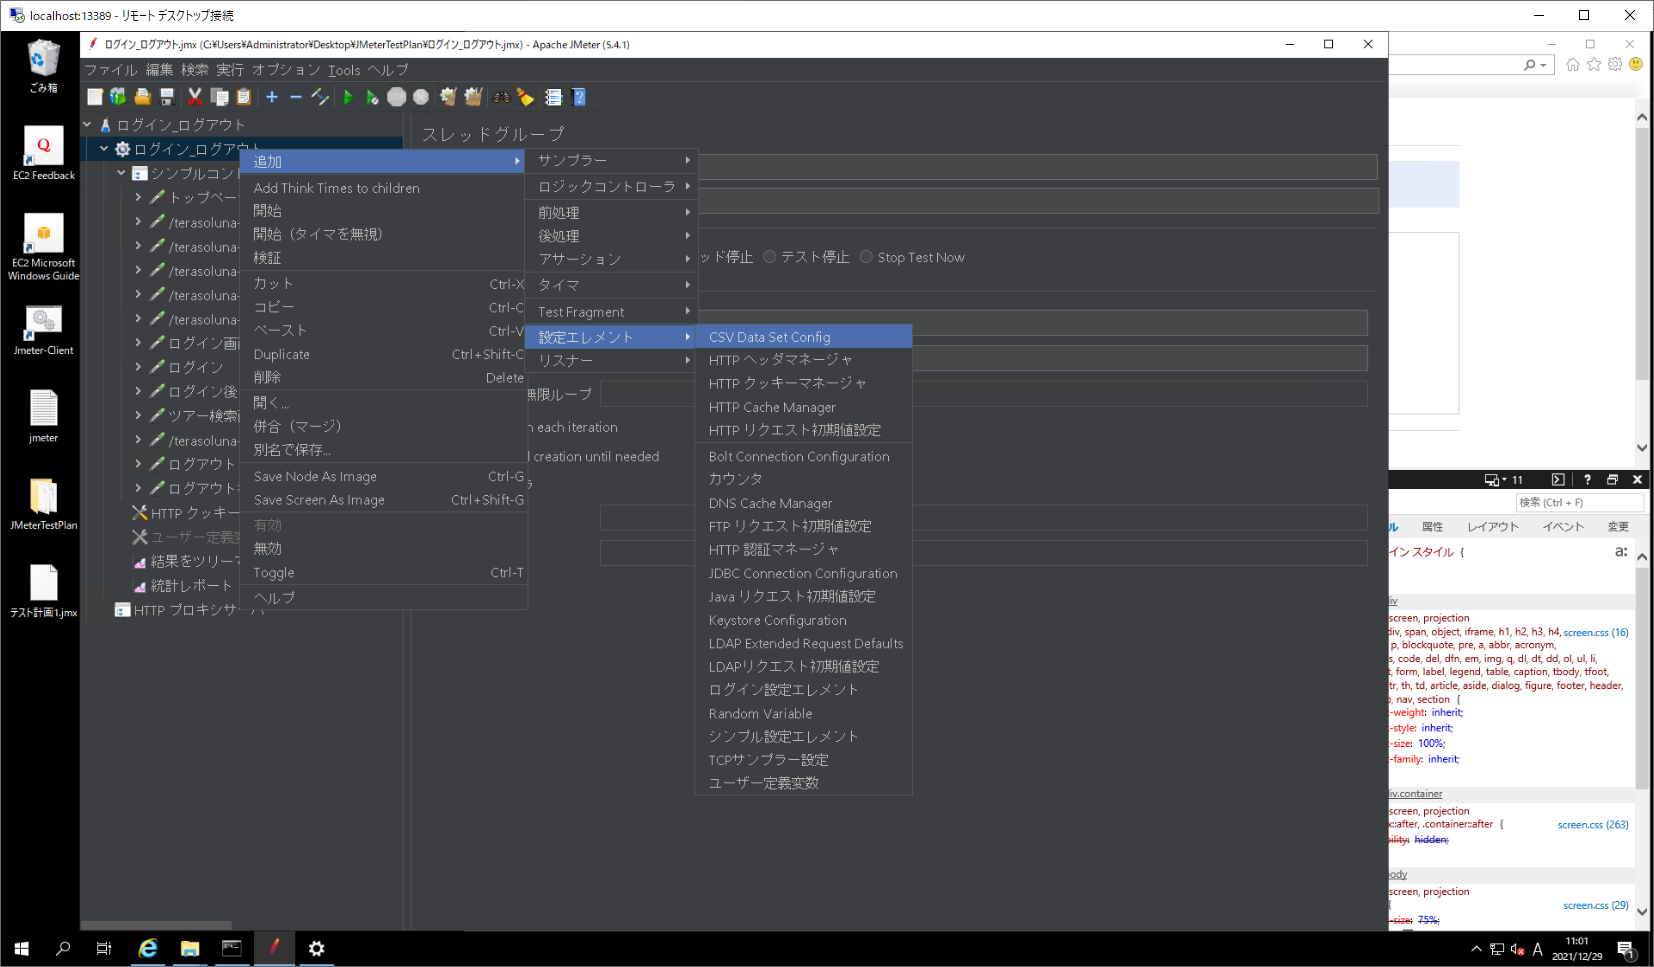 localhost:13389 - リモート デスクトップ接続
ごみ箱
EC2 Feedback
EC2 Microsoft
Windows Guide
Jmeter-Client
jmeter
JMeterTestPlan
テスト計画1.jmx
ログイン_ログアウト.jmx (C:¥Users¥Administrator¥Desktop¥JMeterTestPlan¥ログイン_ログアウト.jmx) - Apache JMeter (5.4.1)
ファイル 編集 検索 実行 オプション Tools ヘルプ
ログイン_ログアウト
ログイン_ログアウト
シンプルコント
トップペー
/terasoluna-
/terasoluna-
/terasoluna-
/terasoluna-
/terasoluna-
ログイン画
ログイン
ログイン後
ツアー検索
/terasoluna-
ログアウト
ログアウト
HTTP クッキー
ユーザー定義変
結果をツリーで
統計レポート
HTTP プロキシサーバ
追加
Add Think Times to children
開始
開始（タイマを無視）
検証
カット Ctrl-X
コピー Ctrl-C
ペースト Ctrl-V
Duplicate Ctrl+Shift-C
削除 Delete
開く...
併合（マージ）
別名で保存...
Save Node As Image Ctrl-G
Save Screen As Image Ctrl+Shift-G
有効
無効
Toggle Ctrl-T
ヘルプ
サンプラー
ロジックコントローラ
前処理
後処理
アサーション
タイマ
Test Fragment
設定エレメント
リスナー
CSV Data Set Config
HTTP ヘッダマネージャ
HTTP クッキーマネージャ
HTTP Cache Manager
HTTP リクエスト初期値設定
Bolt Connection Configuration
カウンタ
DNS Cache Manager
FTP リクエスト初期値設定
HTTP 認証マネージャ
JDBC Connection Configuration
Java リクエスト初期値設定
Keystore Configuration
LDAP Extended Request Defaults
LDAPリクエスト初期値設定
ログイン設定エレメント
Random Variable
シンプル設定エレメント
TCPサンプラー設定
ユーザー定義変数
スレッドグループ
ッド停止 テスト停止 Stop Test Now
無限ループ
n each iteration
d creation until needed
11
検索 (Ctrl + F)
ル 属性 レイアウト イベント 変更
イン スタイル {
a:
div
screen, projection
div, span, object, iframe, h1, h2, h3, h4, screen.css (16)
p, blockquote, pre, a, abbr, acronym,
s, code, del, dfn, em, img, q, dl, dt, dd, ol, ul, li,
t, form, label, legend, table, caption, tbody, tfoot,
tr, th, td, article, aside, dialog, figure, footer, header,
p, nav, section {
t-weight: inherit;
t-style: inherit;
t-size: 100%;
t-family: inherit;
div.container
screen, projection
x::after, .container::after { screen.css (263)
bility: hidden;
body
screen, projection
{ screen.css (29)
t-size: 75%;
A
11:01
2021/12/29
1